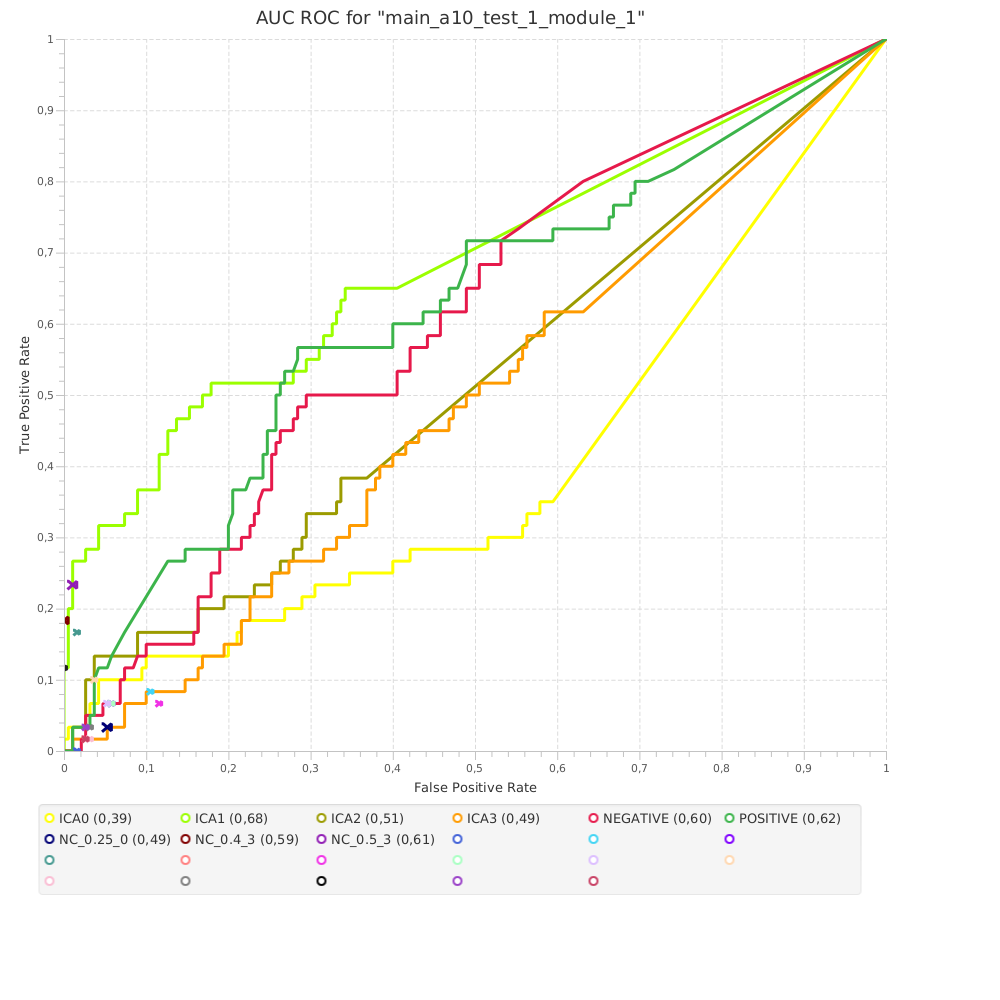 AUC ROC for "main_a10_test_1_module_1"
1
0,9
0,8
0,7
0,6
0,5
0,4
0,3
0,2
0,1
0
True Positive Rate
0 0,1 0,2 0,3 0,4 0,5 0,6 0,7 0,8 0,9 1
False Positive Rate
ICA0 (0,39) ICA1 (0,68) ICA2 (0,51) ICA3 (0,49) NEGATIVE (0,60) POSITIVE (0,62)
NC_0.25_0 (0,49) NC_0.4_3 (0,59) NC_0.5_3 (0,61)